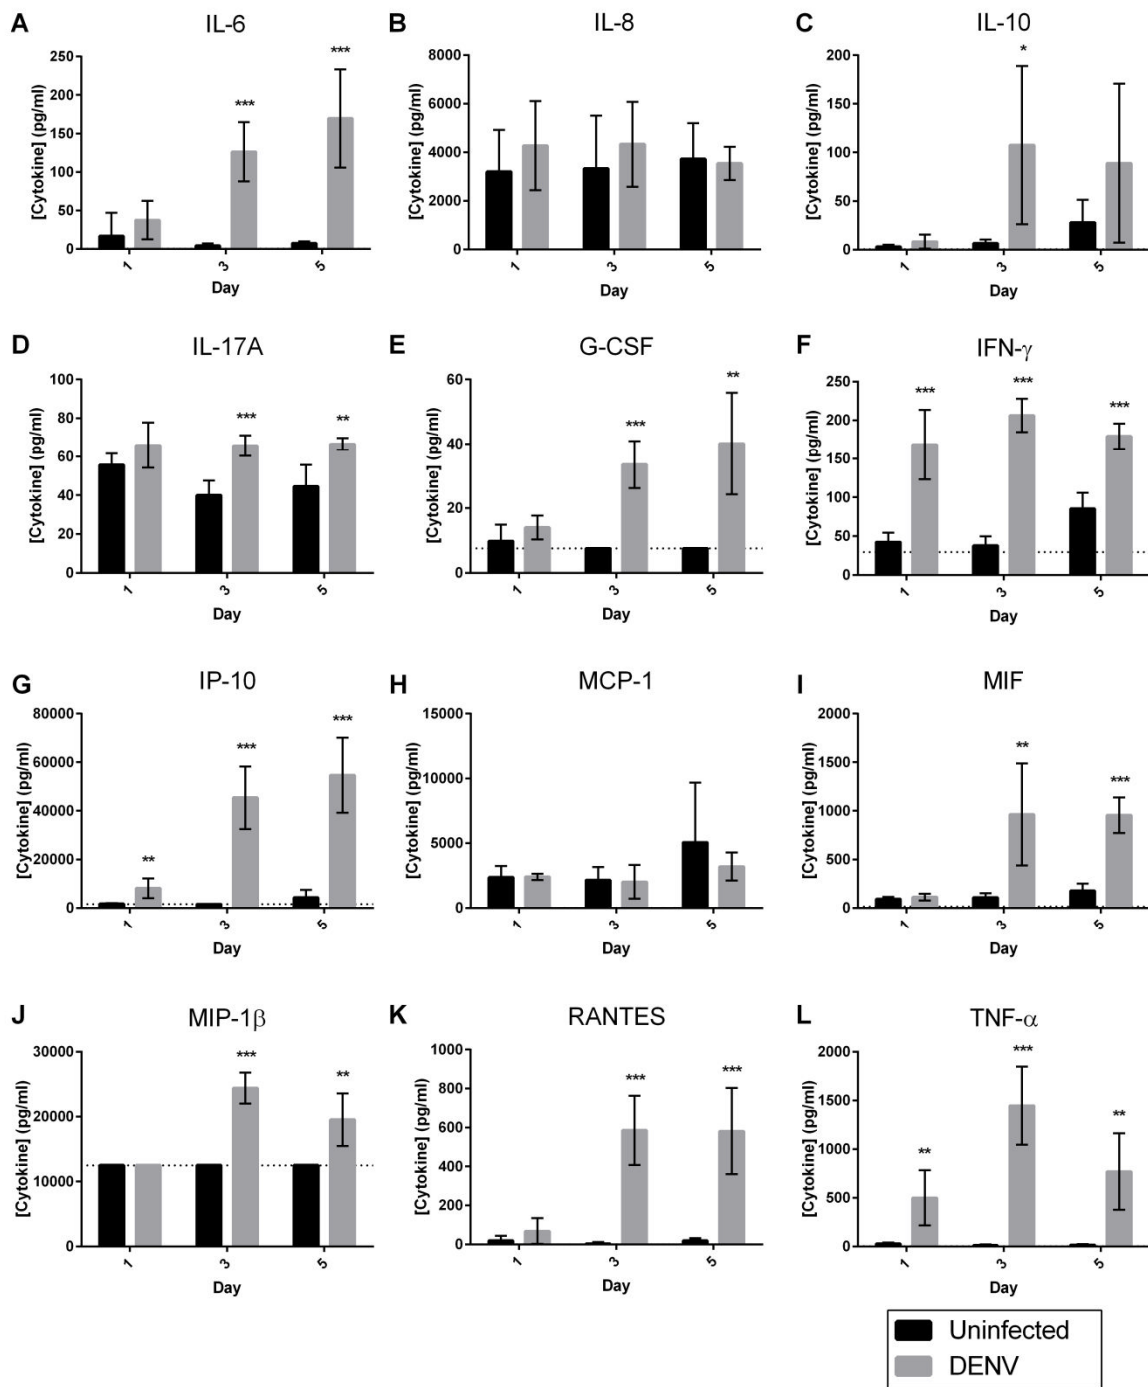 A IL-6
[Cytokine] (pg/ml)
250
200
150
100
50
0
*** ***
1 3 5
Day
B IL-8
[Cytokine] (pg/ml)
8000
6000
4000
2000
0
1 3 5
Day
C IL-10
[Cytokine] (pg/ml)
200
150
100
50
0
*
1 3 5
Day
D IL-17A
[Cytokine] (pg/ml)
100
80
60
40
20
0
*** **
1 3 5
Day
E G-CSF
[Cytokine] (pg/ml)
60
40
20
0
*** **
1 3 5
Day
F IFN-γ
[Cytokine] (pg/ml)
250
200
150
100
50
0
*** *** ***
1 3 5
Day
G IP-10
[Cytokine] (pg/ml)
80000
60000
40000
20000
0
** *** ***
1 3 5
Day
H MCP-1
[Cytokine] (pg/ml)
15000
10000
5000
0
1 3 5
Day
I MIF
[Cytokine] (pg/ml)
2000
1500
1000
500
0
** ***
1 3 5
Day
J MIP-1β
[Cytokine] (pg/ml)
30000
20000
10000
0
*** **
1 3 5
Day
K RANTES
[Cytokine] (pg/ml)
1000
800
600
400
200
0
*** ***
1 3 5
Day
L TNF-α
[Cytokine] (pg/ml)
2000
1500
1000
500
0
** *** **
1 3 5
Day
Uninfected
DENV